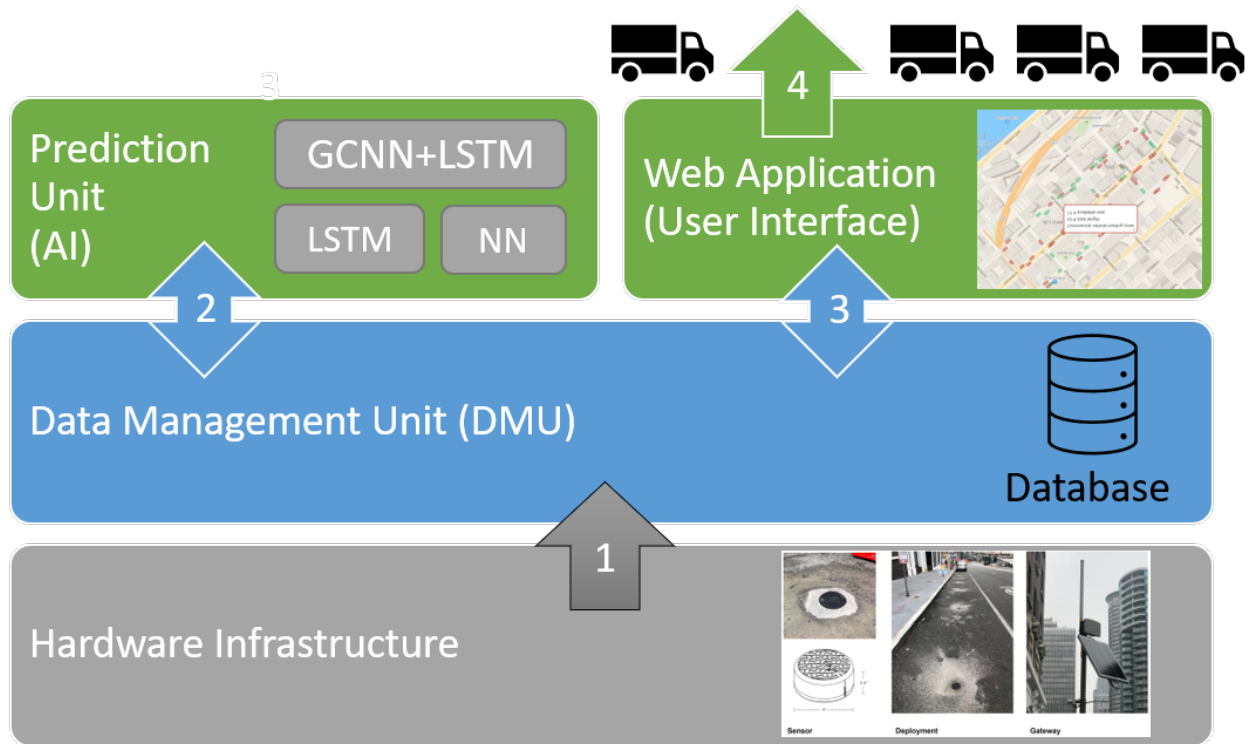 4
3
Prediction
Unit
(AI)
GCNN+LSTM
LSTM
NN
Web Application
(User Interface)
2
3
Data Management Unit (DMU)
Database
1
Hardware Infrastructure
Sensor
Deployment
Gateway